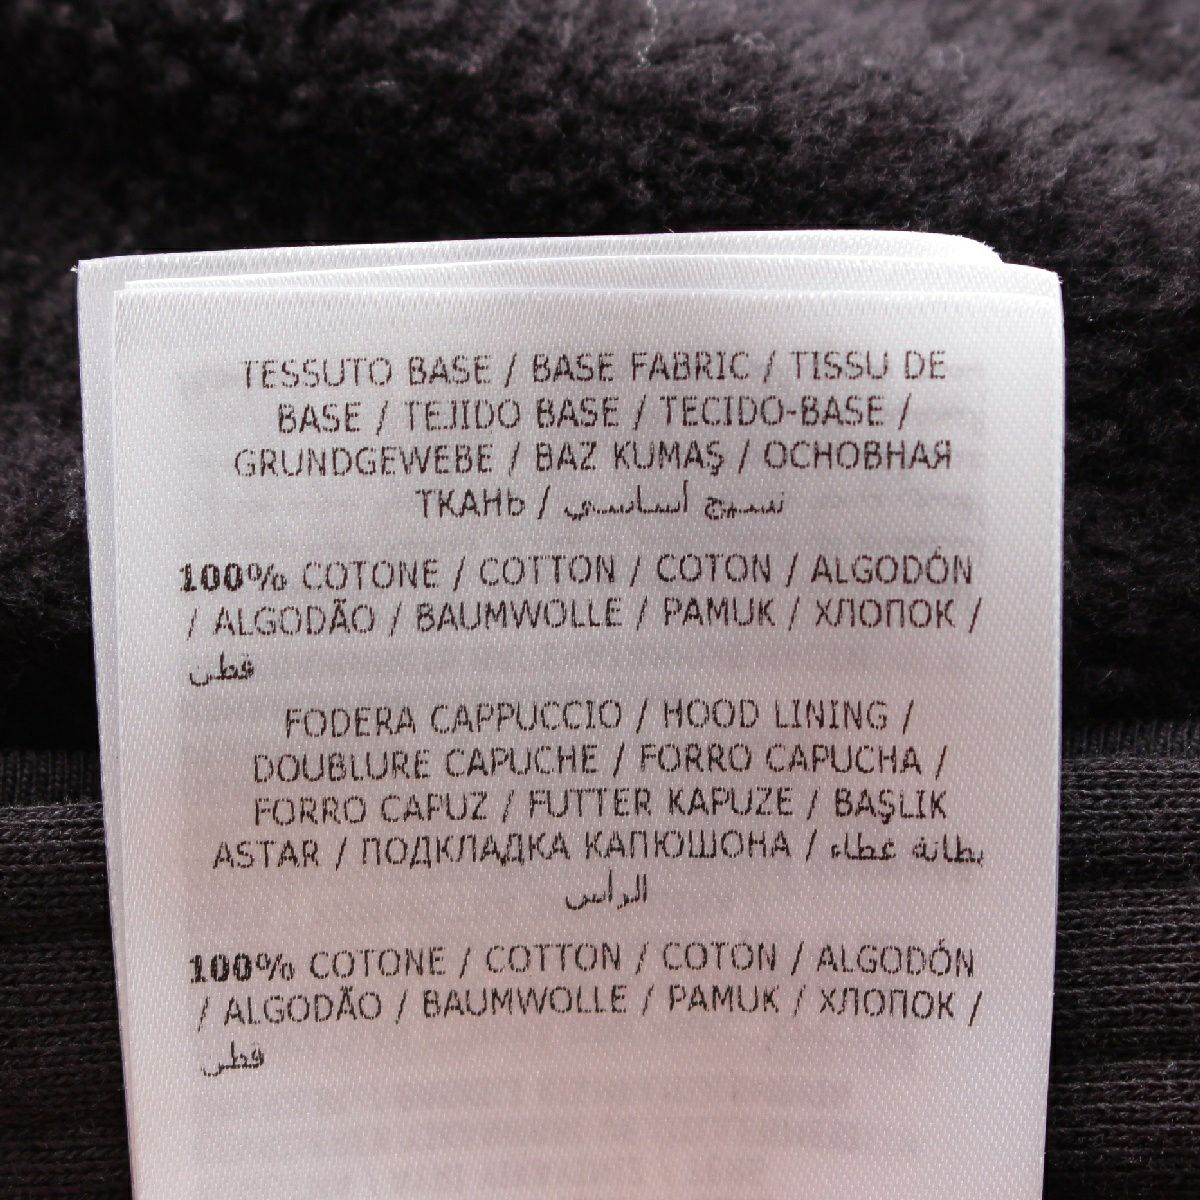 TESSUTO BASE / BASE FABRIC / TISSU DE
BASE / TEJIDO BASE / TECIDO-BASE /
GRUNDGEWEBE / BAZ KUMAŞ / ОСНОВНАЯ
ТКАНЬ / نسيج أساسي
100% COTONE / COTTON / COTON / ALGODÓN
/ ALGODÃO / BAUMWOLLE / PAMUK / ХЛОПОК /
قطن
FODERA CAPPUCCIO / HOOD LINING /
DOUBLURE CAPUCHE / FORRO CAPUCHA /
FORRO CAPUZ / FUTTER KAPUZE / BAŞLIK
ASTAR / ПОДКЛАДКА КАПЮШОНА / بطانة غطاء
الرأس
100% COTONE / COTTON / COTON / ALGODÓN
/ ALGODÃO / BAUMWOLLE / PAMUK / ХЛОПОК /
قطن